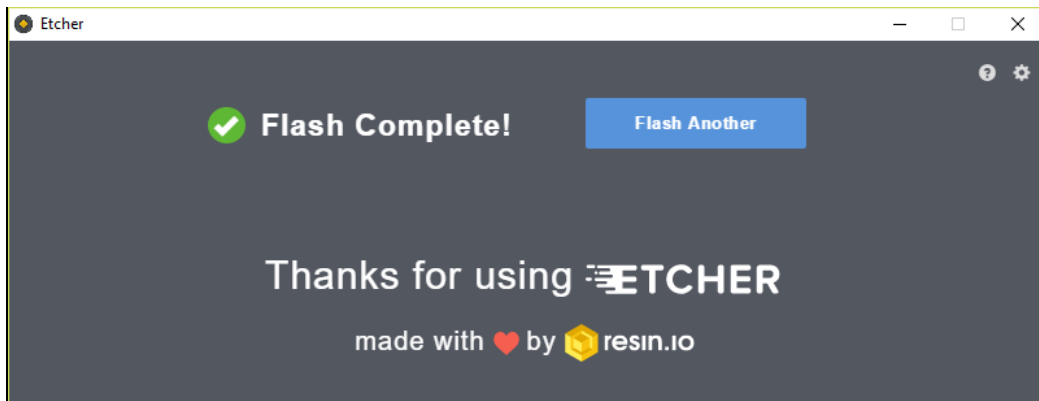 Etcher
Flash Complete!
Flash Another
Thanks for using ETCHER
made with by resin.io